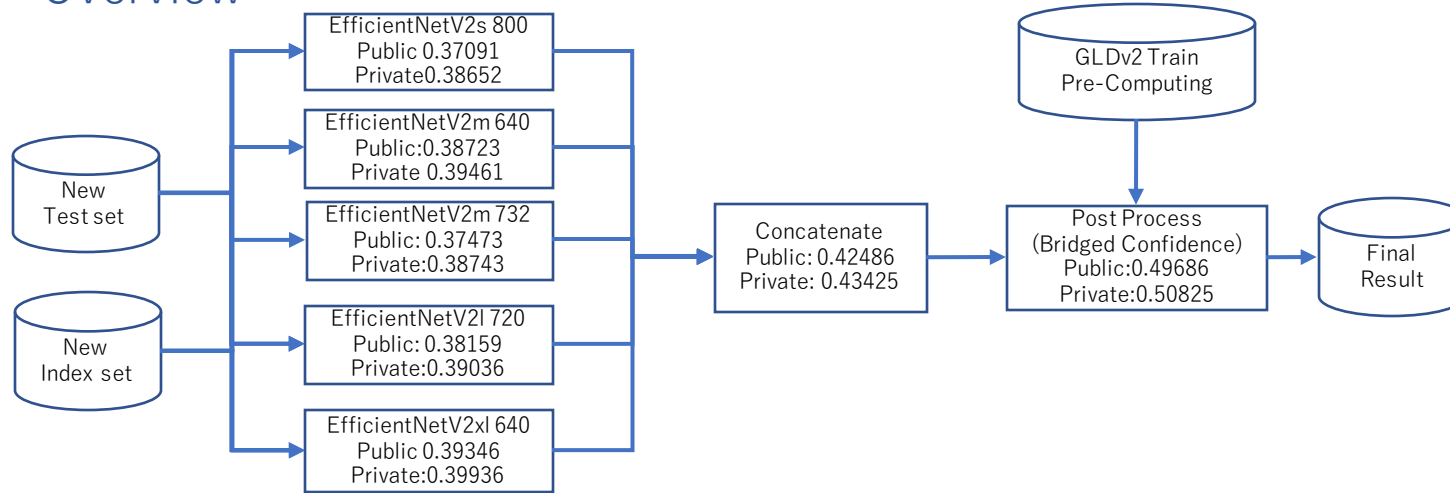 Overview
EfficientNetV2s 800
Public 0.37091
Private0.38652
EfficientNetV2m 640
Public:0.38723
Private 0.39461
EfficientNetV2m 732
Public: 0.37473
Private:0.38743
EfficientNetV2l 720
Public: 0.38159
Private:0.39036
EfficientNetV2xl 640
Public 0.39346
Private:0.39936
New
Test set
New
Index set
Concatenate
Public: 0.42486
Private: 0.43425
GLDv2 Train
Pre-Computing
Post Process
(Bridged Confidence)
Public:0.49686
Private:0.50825
Final
Result